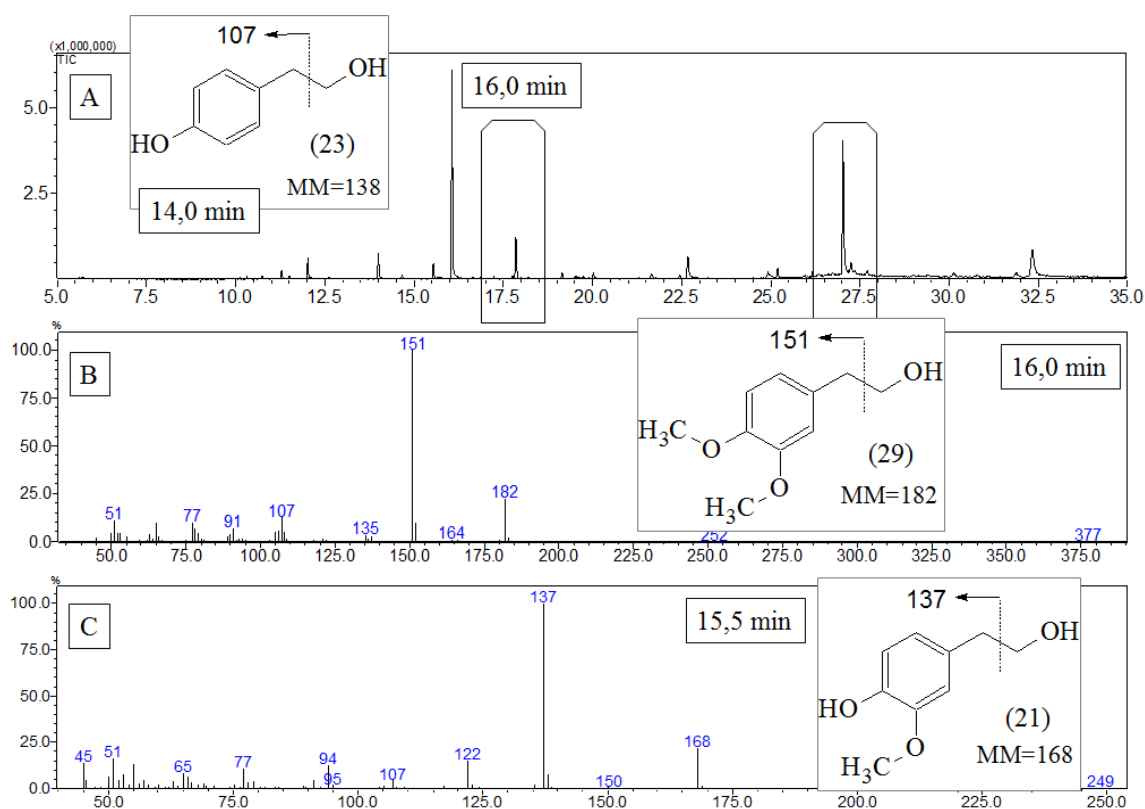 (x1,000,000)
TIC
A
5.0
2.5
107
OH
HO
(23)
MM=138
14,0 min
16,0 min
5.0 7.5 10.0 12.5 15.0 17.5 20.0 22.5 25.0 27.5 30.0 32.5 35.0
%
B
100.0
75.0
50.0
25.0
0.0
51 77 91 107 135 151 164 182 252 377
151
OH
H3C
O
O
H3C
(29)
MM=182
16,0 min
50.0 75.0 100.0 125.0 150.0 175.0 200.0 225.0 250.0 275.0 300.0 325.0 350.0 375.0
%
C
100.0
75.0
50.0
25.0
0.0
45 51 65 77 94 95 107 122 137 150 168 249
15,5 min
137
OH
HO
O
H3C
(21)
MM=168
50.0 75.0 100.0 125.0 150.0 175.0 200.0 225.0 250.0